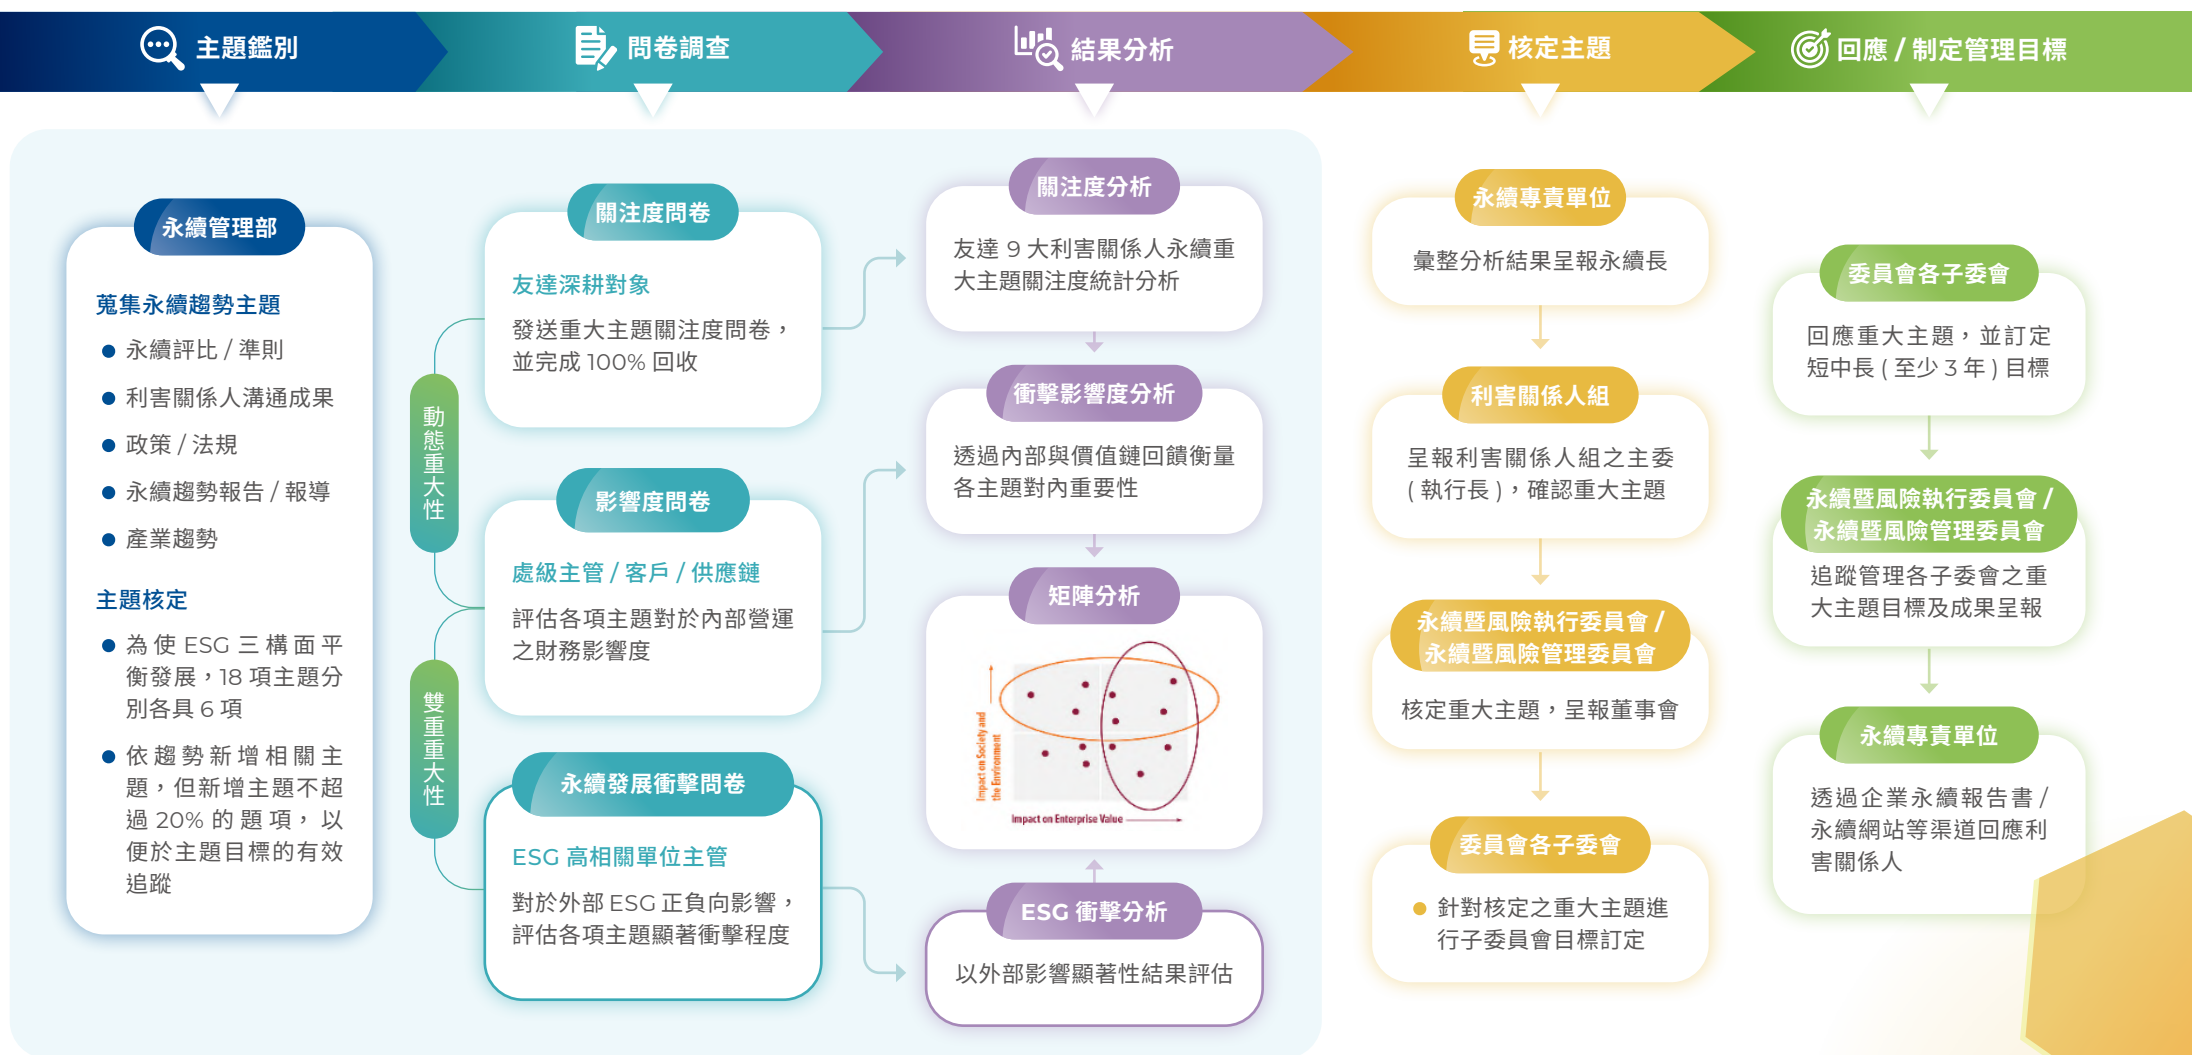 主題鑑別
問卷調查
結果分析
核定主題
回應 / 制定管理目標
永續管理部
蒐集永續趨勢主題
永續評比 / 準則
利害關係人溝通成果
政策 / 法規
永續趨勢報告 / 報導
產業趨勢
主題核定
為使 ESG 三構面平
衡發展，18 項主題分
別各具 6 項
依趨勢新增相關主
題，但新增主題不超
過 20% 的題項，以
便於主題目標的有效
追蹤
動態重大性
雙重重大性
關注度問卷
友達深耕對象
發送重大主題關注度問卷，
並完成 100% 回收
影響度問卷
處級主管 / 客戶 / 供應鏈
評估各項主題對於內部營運
之財務影響度
永續發展衝擊問卷
ESG 高相關單位主管
對於外部 ESG 正負向影響，
評估各項主題顯著衝擊程度
關注度分析
友達 9 大利害關係人永續重
大主題關注度統計分析
衝擊影響度分析
透過內部與價值鏈回饋衡量
各主題對內重要性
矩陣分析
Impact on Society and
the Environment
Impact on Enterprise Value
ESG 衝擊分析
以外部影響顯著性結果評估
永續專責單位
彙整分析結果呈報永續長
利害關係人組
呈報利害關係人組之主委
( 執行長 )，確認重大主題
永續暨風險執行委員會 /
永續暨風險管理委員會
核定重大主題，呈報董事會
委員會各子委會
針對核定之重大主題進
行子委員會目標訂定
委員會各子委會
回應重大主題，並訂定
短中長 ( 至少 3 年 ) 目標
永續暨風險執行委員會 /
永續暨風險管理委員會
追蹤管理各子委會之重
大主題目標及成果呈報
永續專責單位
透過企業永續報告書 /
永續網站等渠道回應利
害關係人